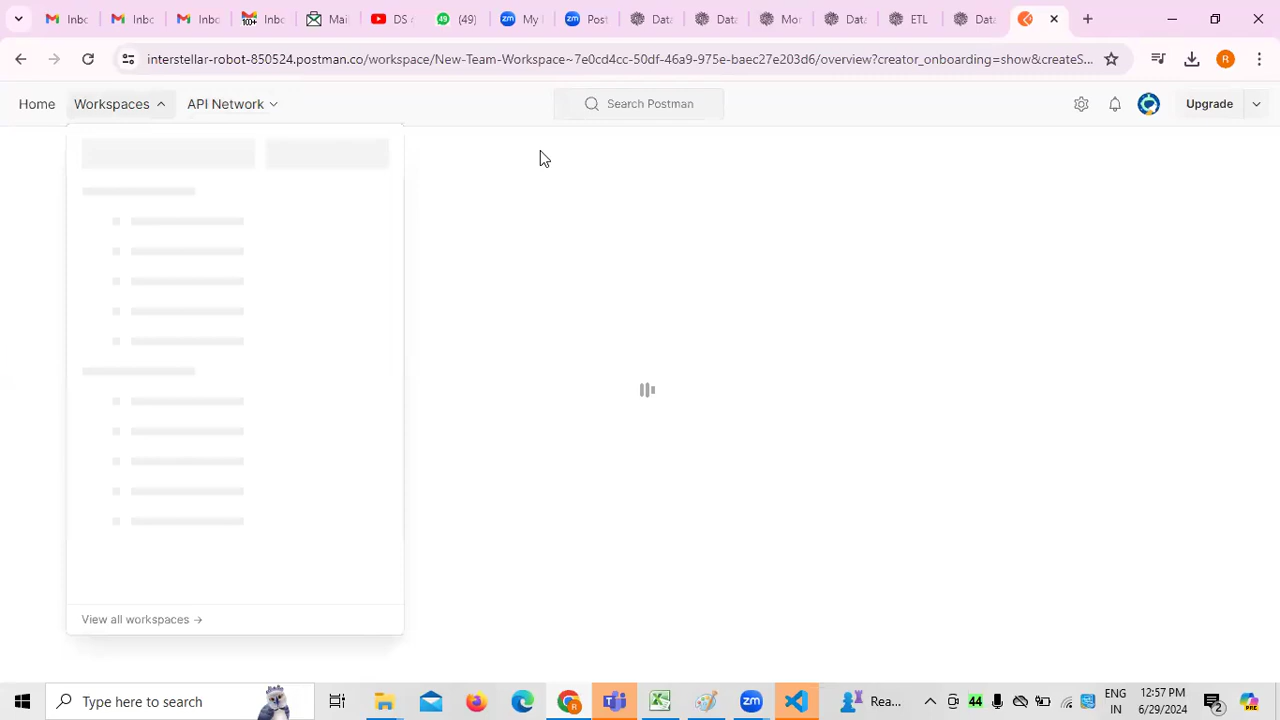 Inbo
Inbo
Inbo
10+
Inbo
Mai
DS
(49)
My
Post
Data
Data
Mor
Data
ETL
Data
interstellar-robot-850524.postman.co/workspace/New-Team-Workspace~7e0cd4cc-50df-46a9-975e-baec27e203d6/overview?creator_onboarding=show&createS...
R
Home
Workspaces
API Network
Search Postman
Upgrade
View all workspaces →
Type here to search
Rea...
44
ENG
IN
12:57 PM
6/29/2024
2
PRE